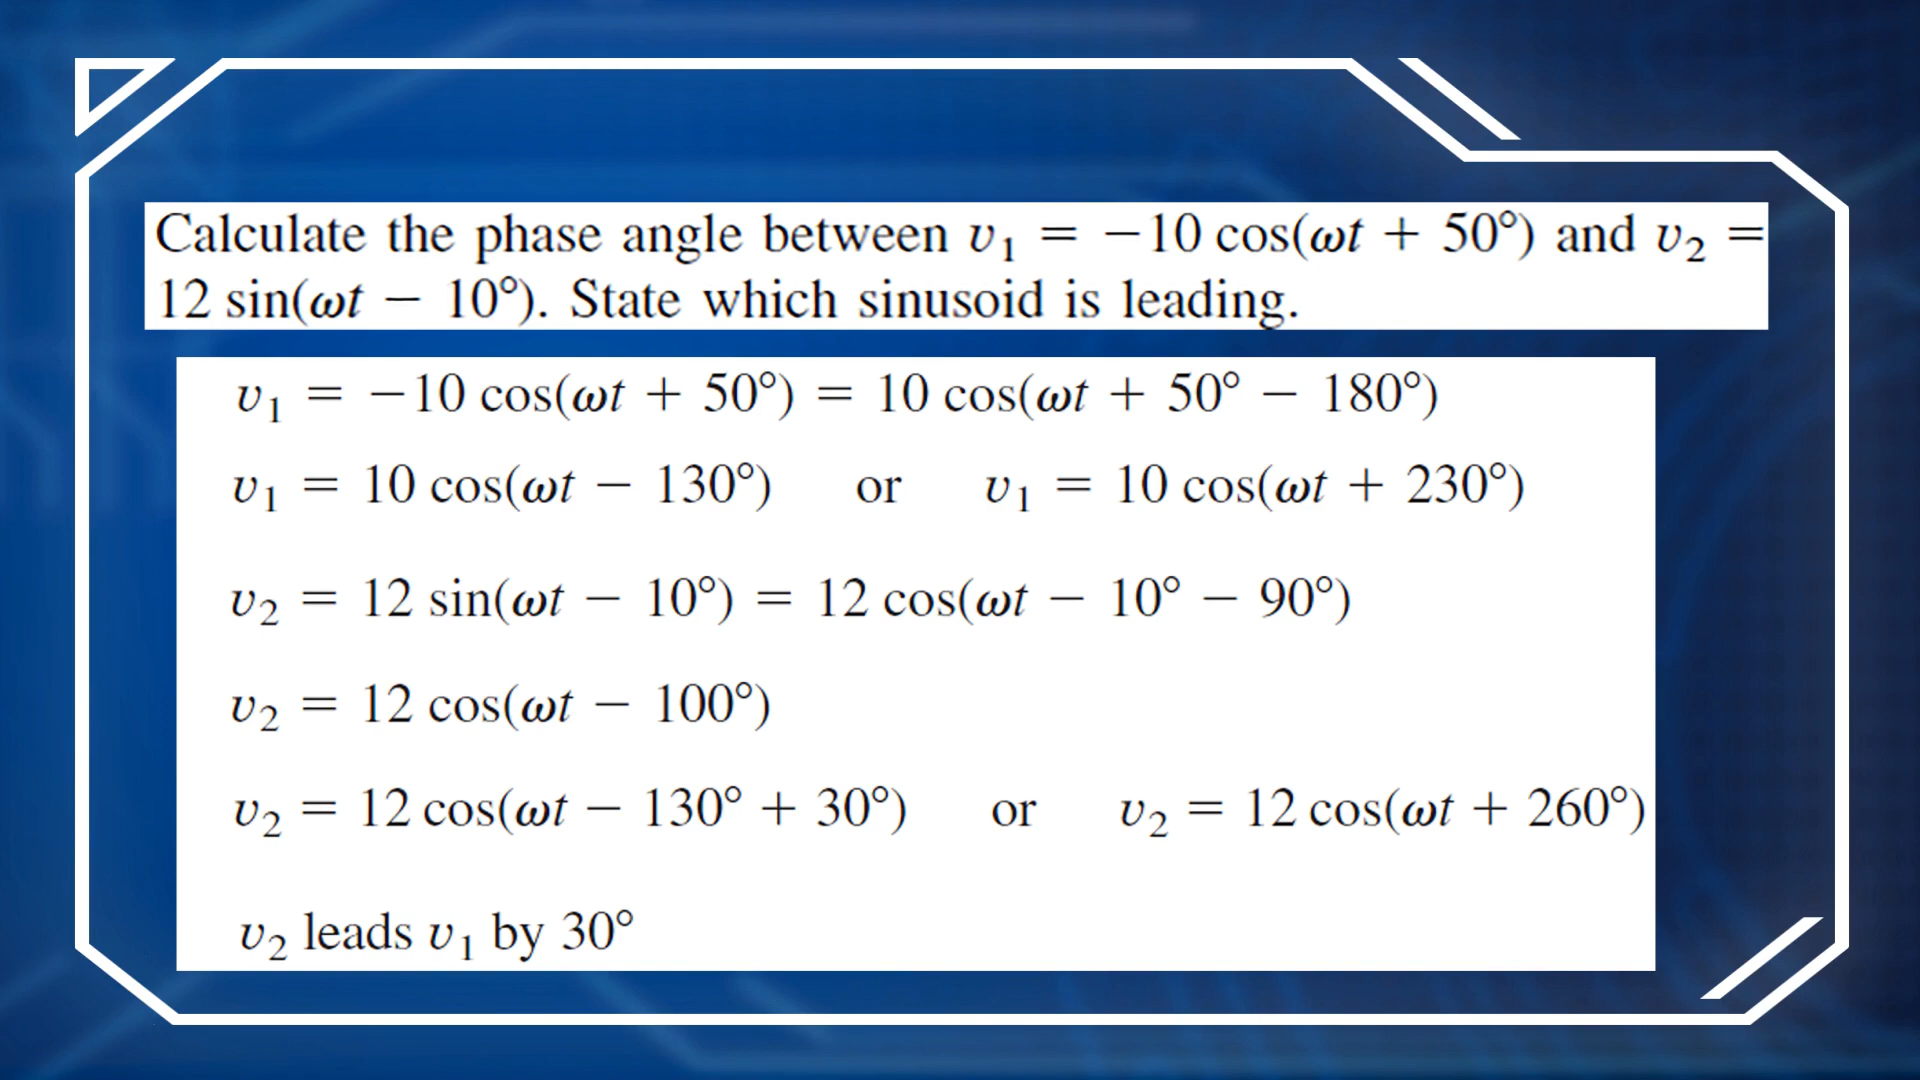 Calculate the phase angle between v₁ = −10 cos(ωt + 50°) and v₂ =
12 sin(ωt − 10°). State which sinusoid is leading.
v₁ = −10 cos(ωt + 50°) = 10 cos(ωt + 50° − 180°)
v₁ = 10 cos(ωt − 130°) or v₁ = 10 cos(ωt + 230°)
v₂ = 12 sin(ωt − 10°) = 12 cos(ωt − 10° − 90°)
v₂ = 12 cos(ωt − 100°)
v₂ = 12 cos(ωt − 130° + 30°) or v₂ = 12 cos(ωt + 260°)
v₂ leads v₁ by 30°